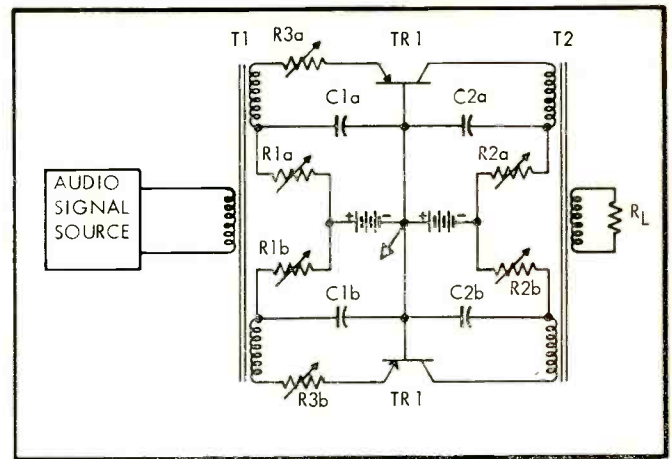 T1 R3a TR 1 T2
C1a C2a
R1a R2a
AUDIO
SIGNAL
SOURCE
+ - + -
RL
R1b R2b
C1b C2b
R3b TR 1